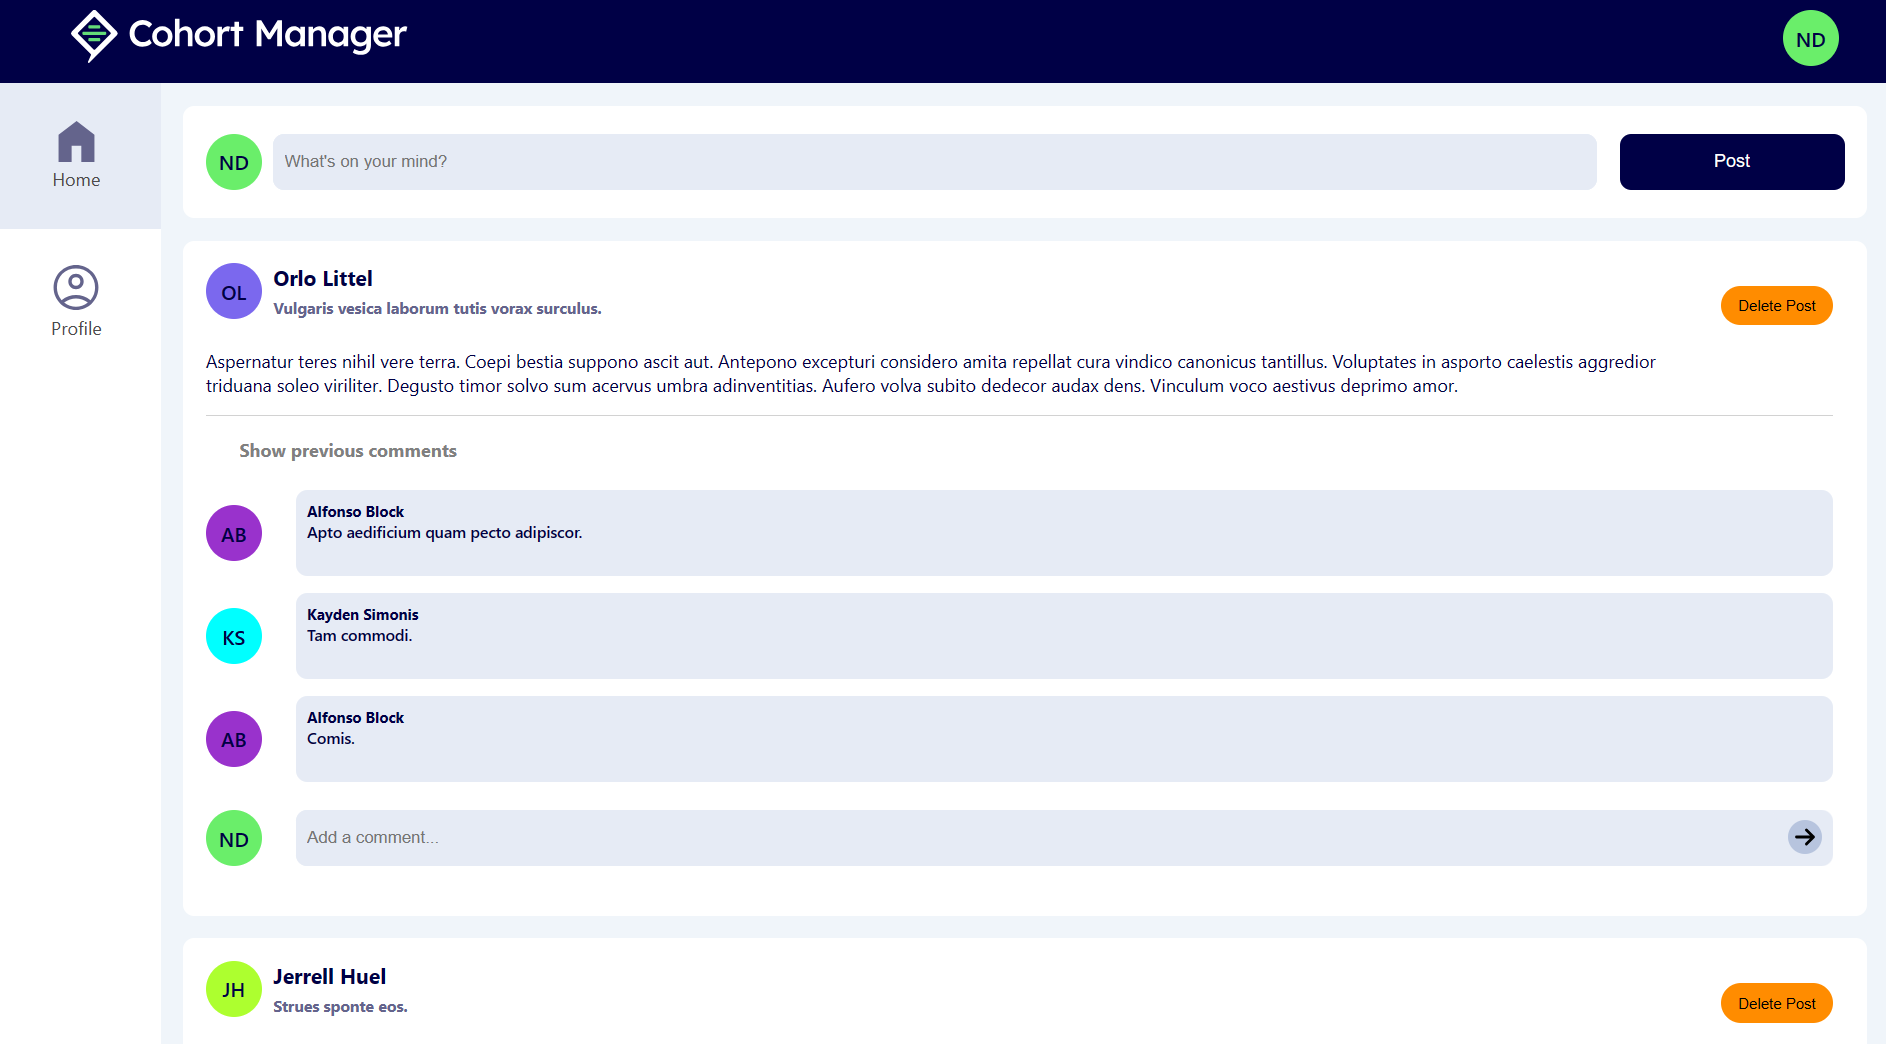 Cohort Manager
ND
Home
Profile
ND
What's on your mind?
Post
OL
Orlo Littel
Vulgaris vesica laborum tutis vorax surculus.
Delete Post
Aspernatur teres nihil vere terra. Coepi bestia suppono ascit aut. Antepono excepturi considero amita repellat cura vindico canonicus tantillus. Voluptates in asporto caelestis aggredior
triduana soleo viriliter. Degusto timor solvo sum acervus umbra adinventitias. Aufero volva subito dedecor audax dens. Vinculum voco aestivus deprimo amor.
Show previous comments
AB
Alfonso Block
Apto aedificium quam pecto adipiscor.
KS
Kayden Simonis
Tam commodi.
AB
Alfonso Block
Comis.
ND
Add a comment...
JH
Jerrell Huel
Strues sponte eos.
Delete Post